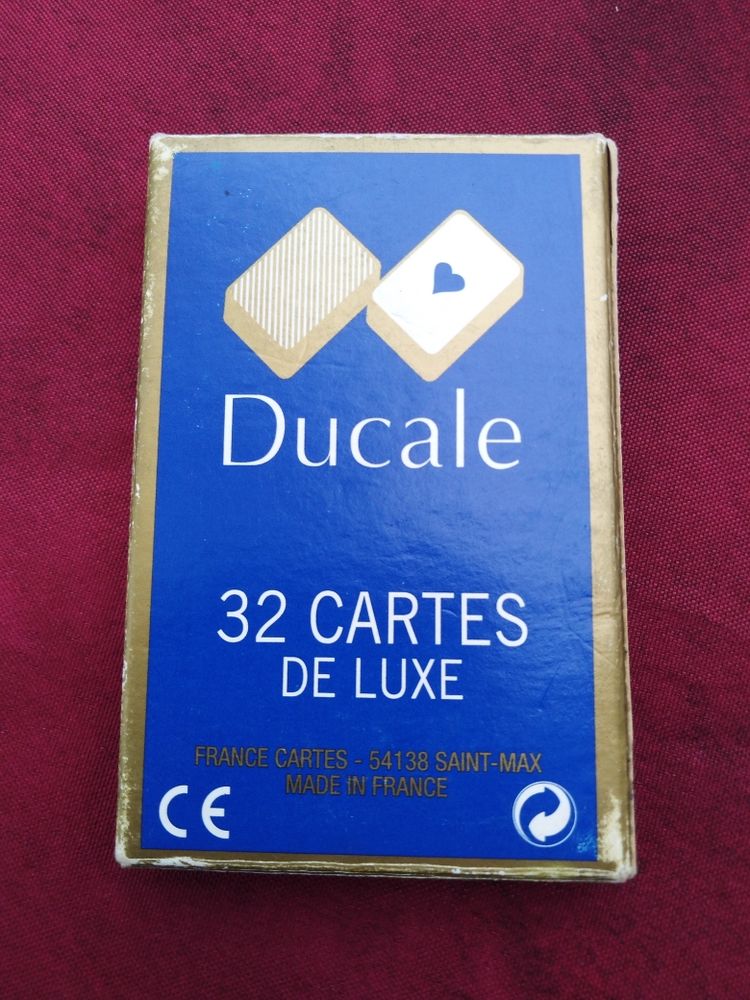 Ducale
32 CARTES
DE LUXE
FRANCE CARTES - 54138 SAINT-MAX
MADE IN FRANCE
CE